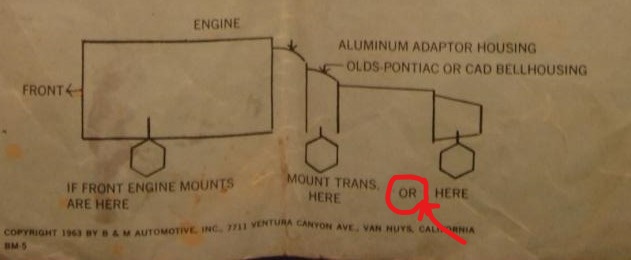 ENGINE
ALUMINUM ADAPTOR HOUSING
OLDS-PONTIAC OR CAD BELLHOUSING
FRONT
IF FRONT ENGINE MOUNTS
ARE HERE
MOUNT TRANS.
HERE
OR HERE
COPYRIGHT 1963 BY B & M AUTOMOTIVE, INC., 7711 VENTURA CANYON AVE., VAN NUYS, CALIFORNIA
BM-5